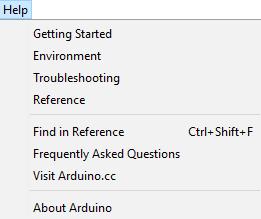 Help
Getting Started
Environment
Troubleshooting
Reference
Find in Reference Ctrl+Shift+F
Frequently Asked Questions
Visit Arduino.cc
About Arduino